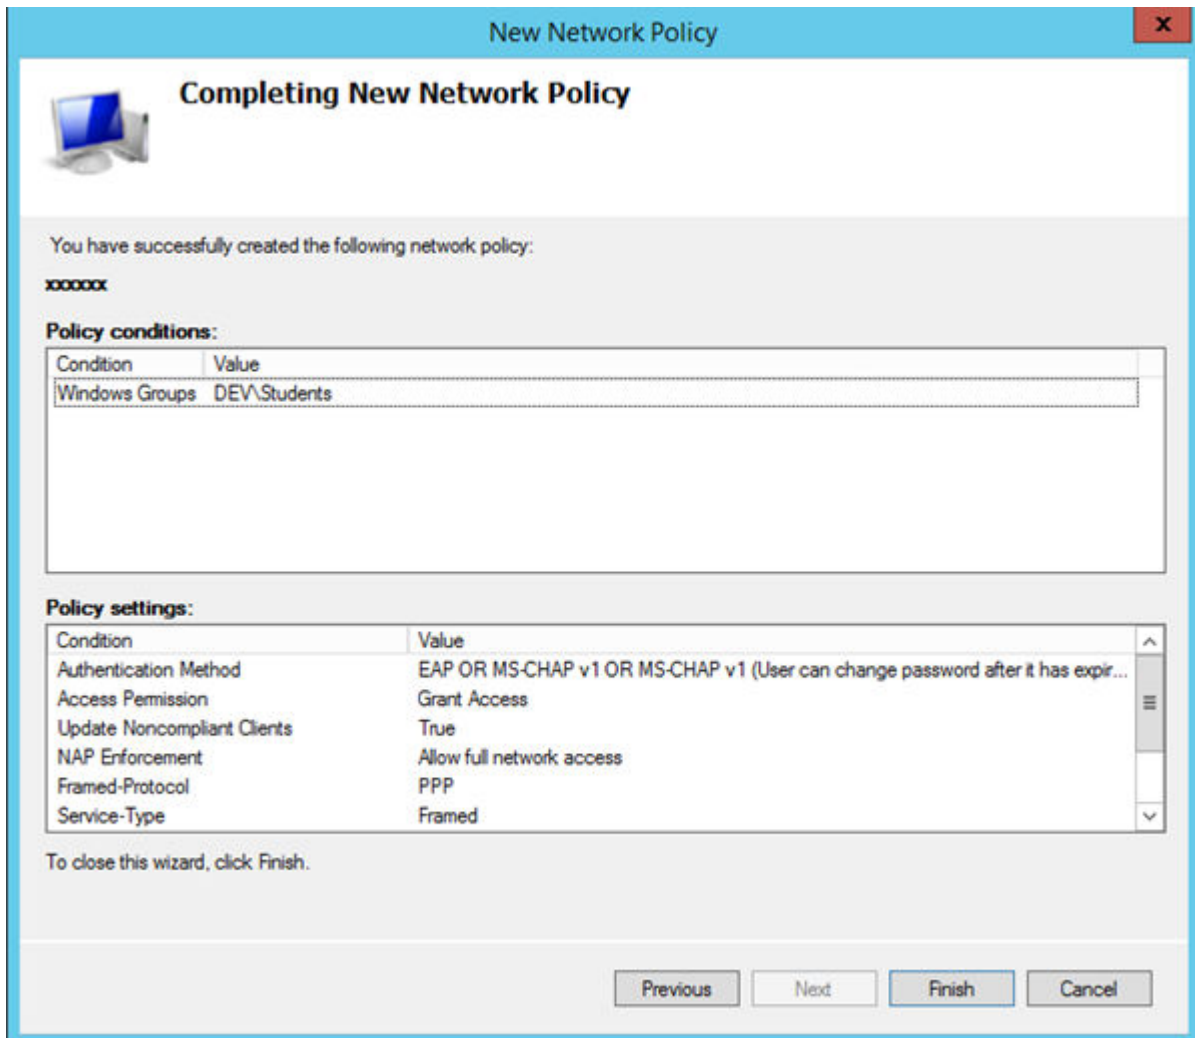 New Network Policy
x
Completing New Network Policy
You have successfully created the following network policy:
xxxxxx
Policy conditions:
Condition Value
Windows Groups DEV\Students
Policy settings:
Condition Value
Authentication Method EAP OR MS-CHAP v1 OR MS-CHAP v1 (User can change password after it has expir...
Access Permission Grant Access
Update Noncompliant Clients True
NAP Enforcement Allow full network access
Framed-Protocol PPP
Service-Type Framed
To close this wizard, click Finish.
Previous Next Finish Cancel